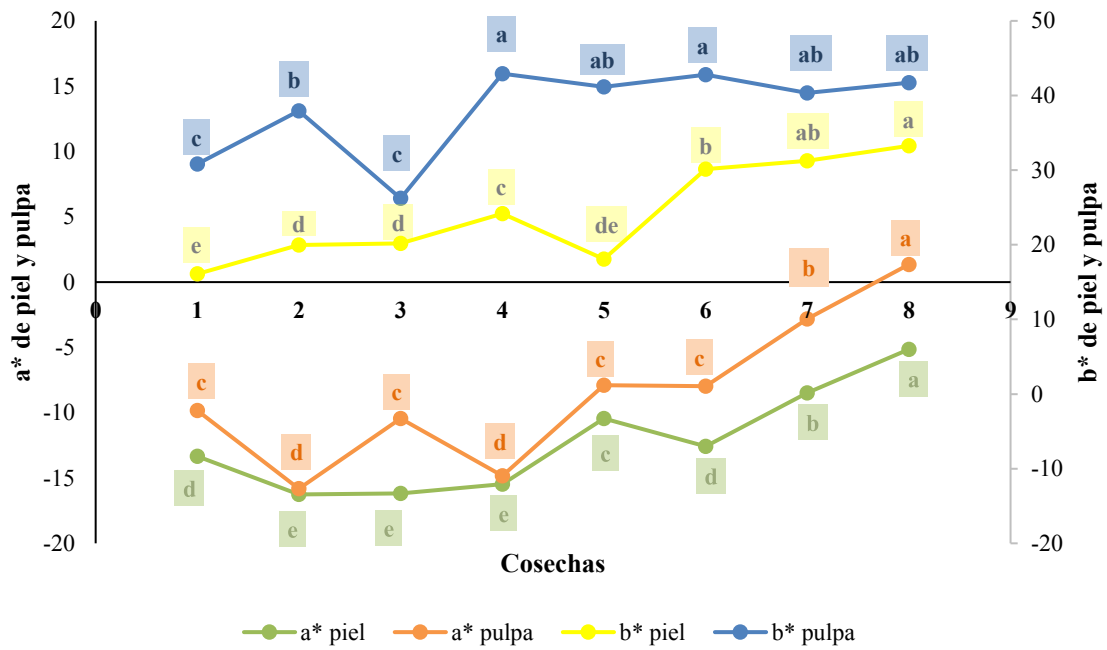 20
15
10
5
0
-5
-10
-15
-20
a* de piel y pulpa
50
40
30
20
10
0
-10
-20
b* de piel y pulpa
0 1 2 3 4 5 6 7 8 9
Cosechas
c b c a ab a ab ab
e d d c de b ab a
c d c d c c b a
d e e e c d b a
a* piel a* pulpa b* piel b* pulpa